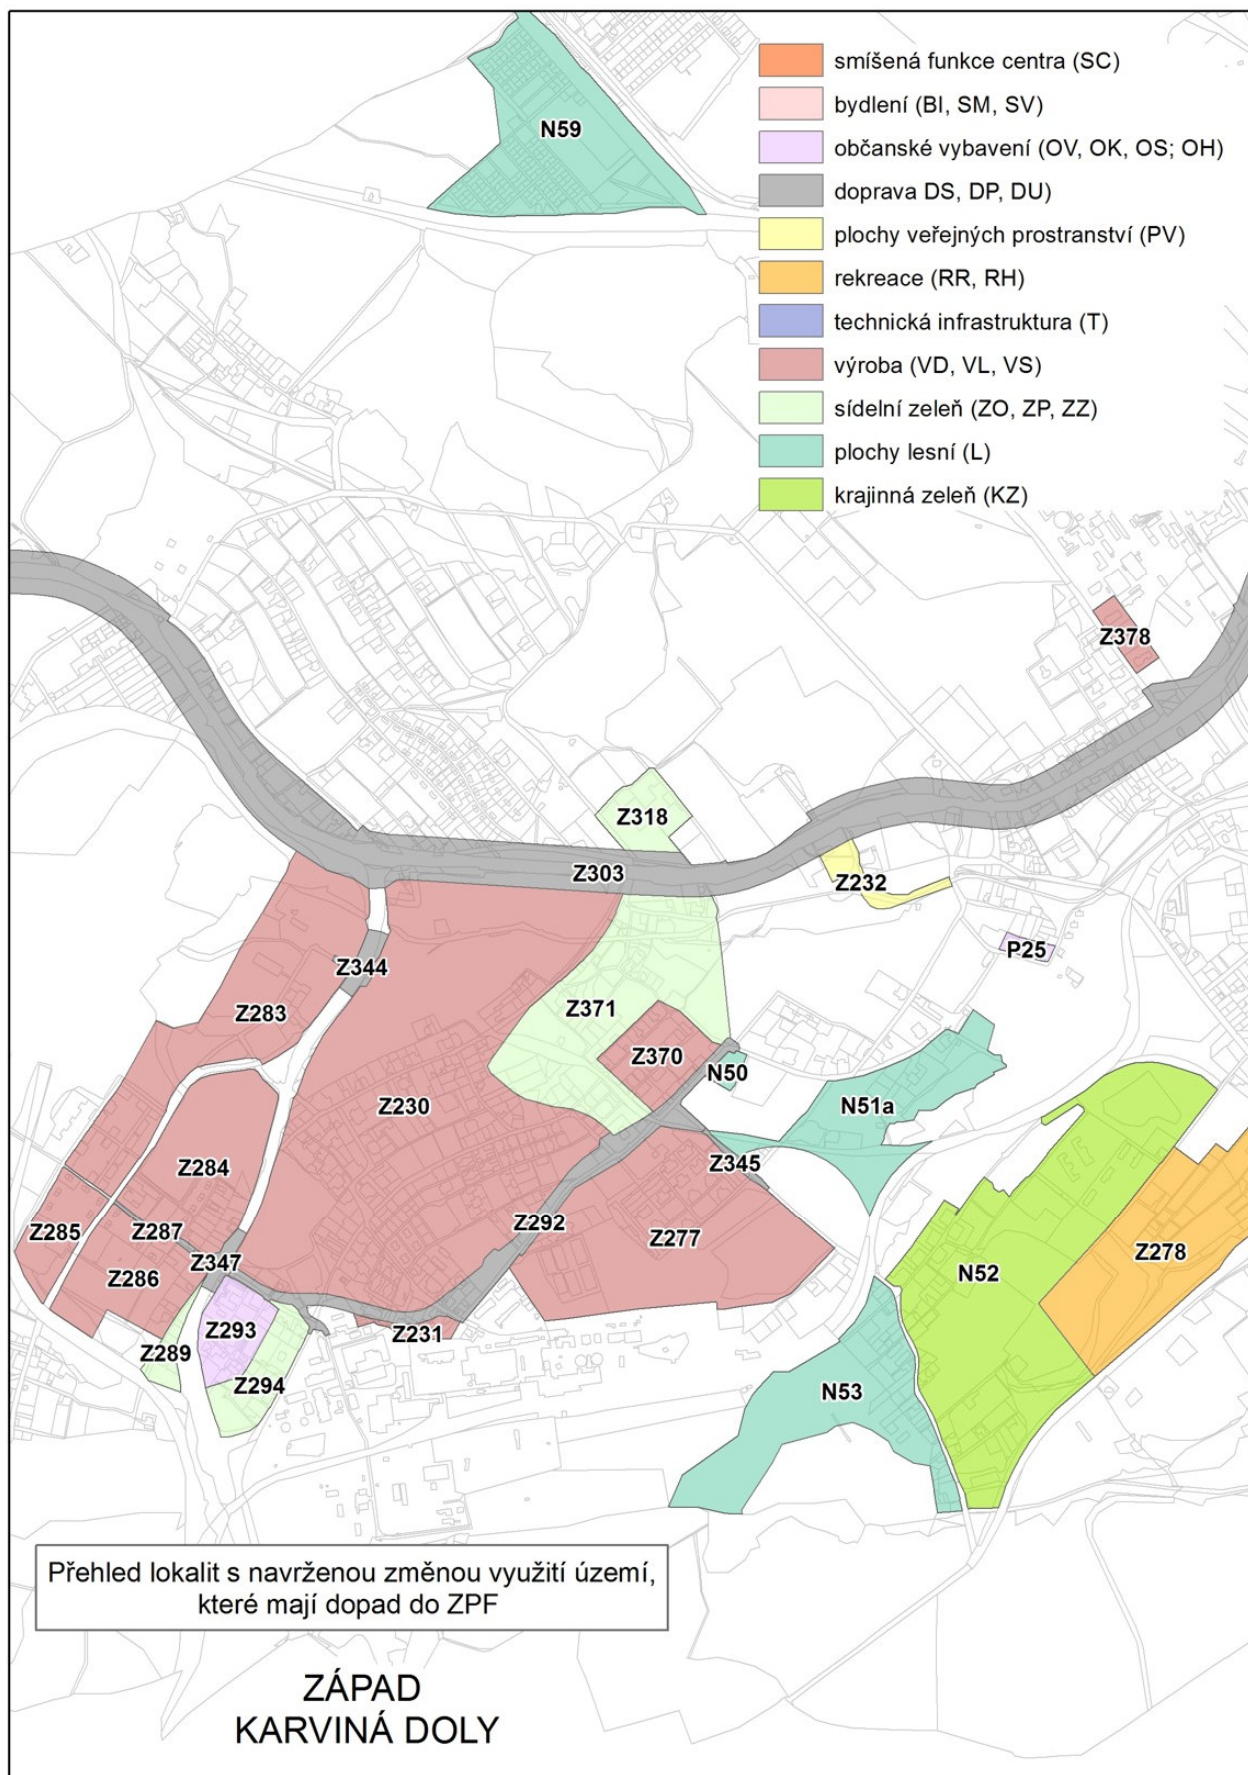 smíšená funkce centra (SC)
bydlení (BI, SM, SV)
občanské vybavení (OV, OK, OS; OH)
doprava DS, DP, DU)
plochy veřejných prostranství (PV)
rekreace (RR, RH)
technická infrastruktura (T)
výroba (VD, VL, VS)
sídelní zeleň (ZO, ZP, ZZ)
plochy lesní (L)
krajinná zeleň (KZ)
N59
Z378
Z318
Z303
Z232
P25
Z344
Z283
Z371
Z370
N50
N51a
Z230
Z284
Z345
Z285
Z287
Z292
Z277
Z347
Z286
Z278
N52
Z293
Z231
Z289
Z294
N53
Přehled lokalit s navrženou změnou využití území,
které mají dopad do ZPF
ZÁPAD
KARVINÁ DOLY